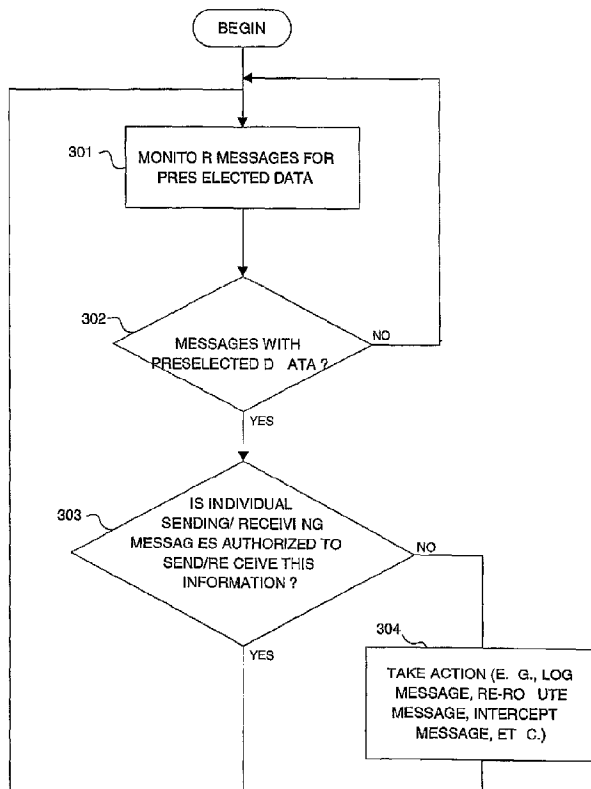 BEGIN
301
MONITO R MESSAGES FOR
PRES ELECTED DATA
302
MESSAGES WITH
PRESELECTED D ATA ?
NO
YES
303
IS INDIVIDUAL
SENDING/ RECEIVI NG
MESSAG ES AUTHORIZED TO
SEND/RE CEIVE THIS
INFORMATION ?
NO
YES
304
TAKE ACTION (E. G., LOG
MESSAGE, RE-RO UTE
MESSAGE, INTERCEPT
MESSAGE, ET C.)